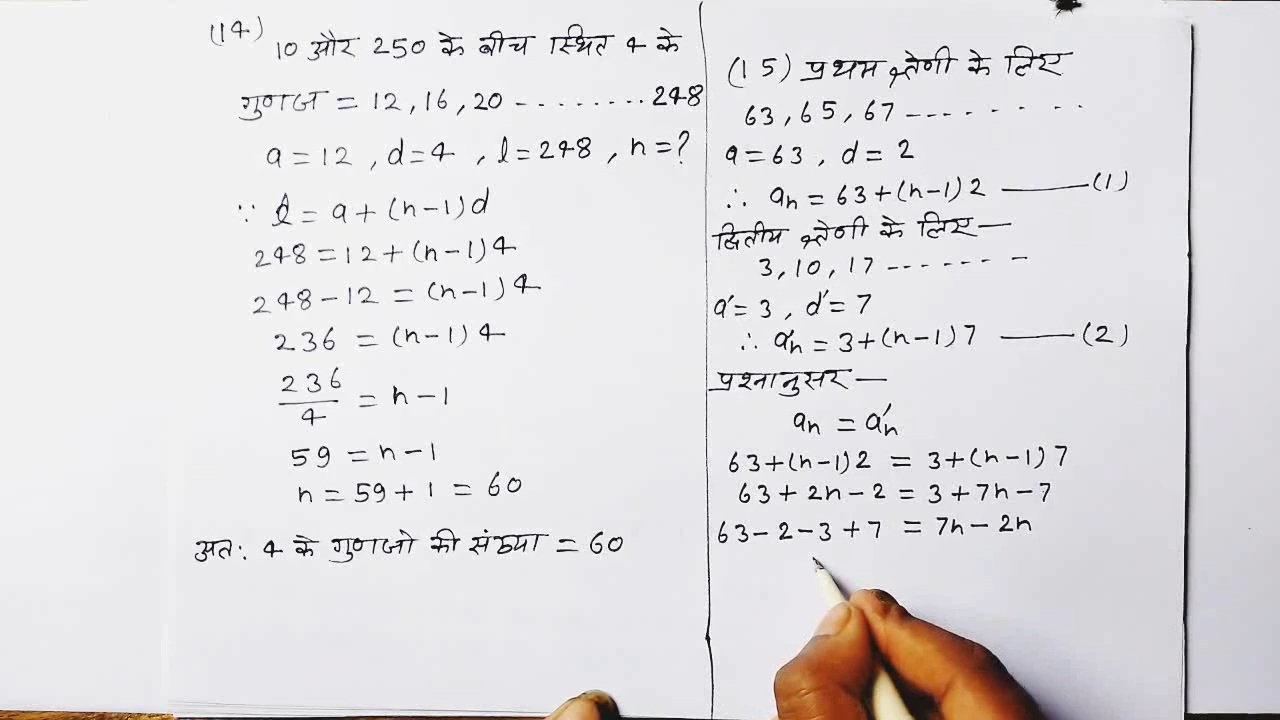 (14)
10 और 250 के बीच स्थित 4 के
गुणज = 12, 16, 20 - - - - - - - - 248
a = 12 , d = 4 , l = 248 , n = ?
∵ l = a + (n-1)d
248 = 12 + (n-1)4
248 - 12 = (n-1)4
236 = (n-1)4
236/4 = n - 1
59 = n - 1
n = 59 + 1 = 60
अतः 4 के गुणजो की संख्या = 60
(15) प्रथम श्रेणी के लिए
63, 65, 67 - - - - - - - - -
a = 63 , d = 2
∴ an = 63 + (n-1)2 ——— (1)
द्वितीय श्रेणी के लिए —
3, 10, 17 - - - - - - -
a' = 3 , d' = 7
∴ a'n = 3 + (n-1)7 ——— (2)
प्रश्नानुसर —
an = a'n
63 + (n-1)2 = 3 + (n-1)7
63 + 2n - 2 = 3 + 7n - 7
63 - 2 - 3 + 7 = 7n - 2n